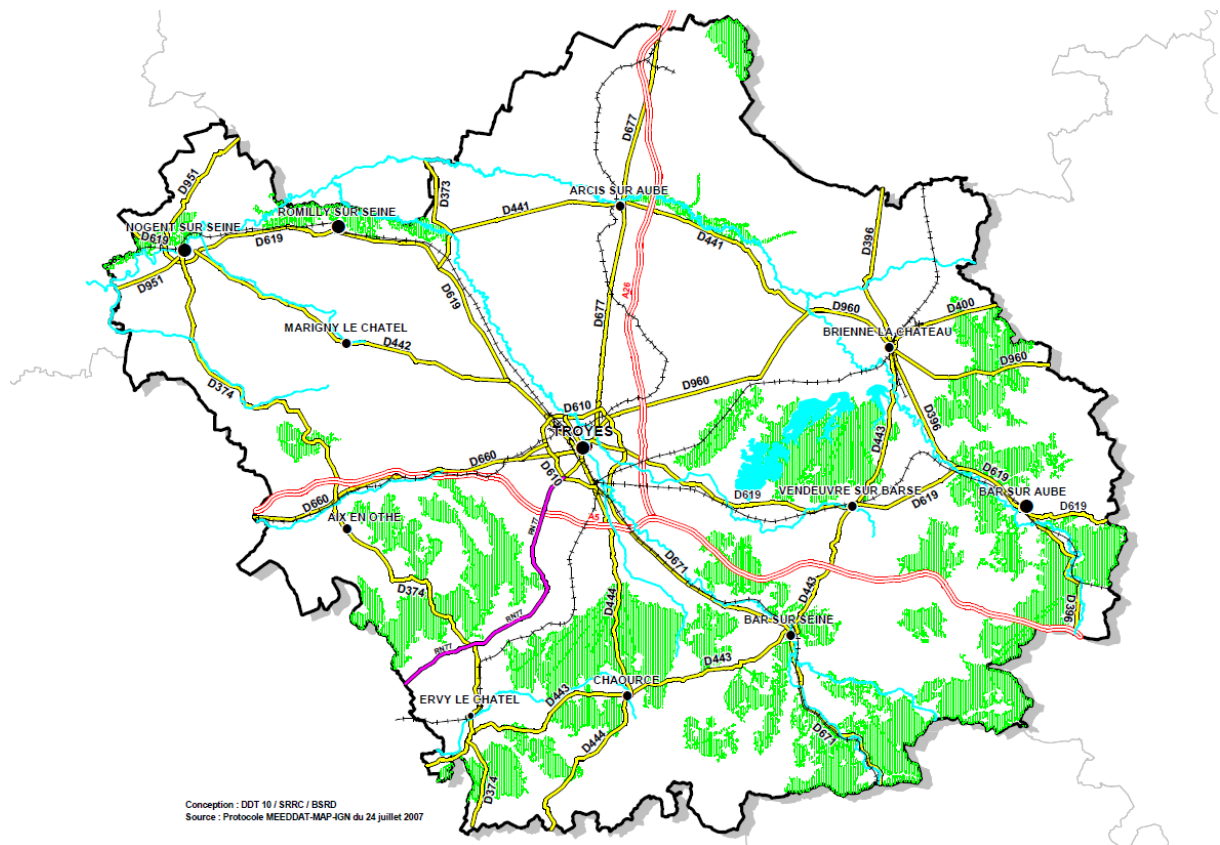 D951
D373
D677
ARCIS SUR AUBE
ROMILLY SUR SEINE
D441
NOGENT SUR SEINE
D619
D619
D441
D396
D951
D619
A26
D677
D960
D400
MARIGNY LE CHATEL
BRIENNE LA CHÂTEAU
D442
D960
D374
D960
D610
D396
TROYES
D443
D660
D610
D619
D619
VENDEUVRE SUR BARSE
D619
BAR SUR AUBE
D660
D619
AIX EN OTHE
A5
RN77
D671
D374
D444
D443
D396
RN77
BAR SUR SEINE
RN77
D443
CHAOURCE
ERVY LE CHATEL
D443
D671
D444
D374
Conception : DDT 10 / SRRC / BSRD
Source : Protocole MEEDDAT-MAP-IGN du 24 juillet 2007